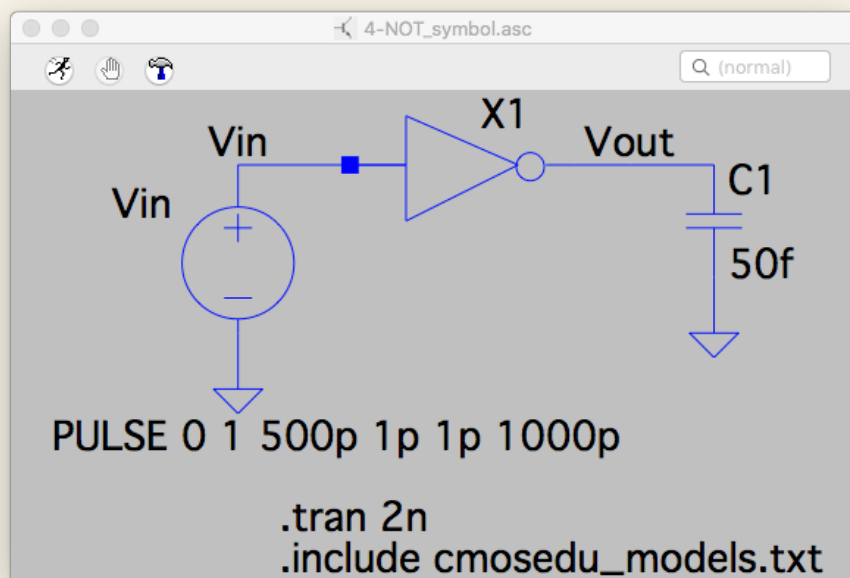 4-NOT_symbol.asc
(normal)
X1
Vin
Vout
C1
Vin
50f
PULSE 0 1 500p 1p 1p 1000p
.tran 2n
.include cmosedu_models.txt